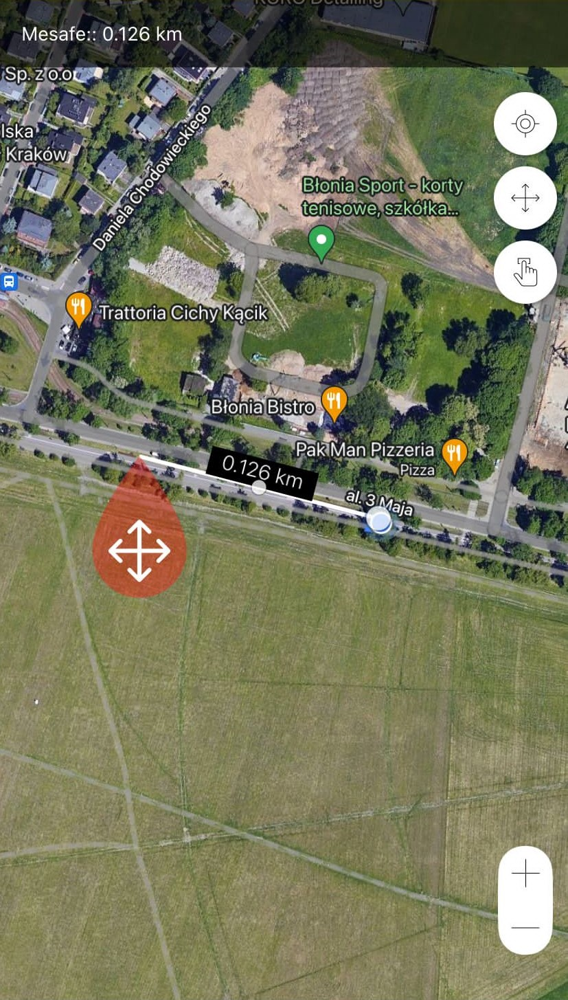 KUKU Detailing
Mesafe:: 0.126 km
Sp. z o.o
lska
Kraków
Daniela Chodowieckiego
Błonia Sport - korty
tenisowe, szkółka...
Trattoria Cichy Kącik
Błonia Bistro
Pak Man Pizzeria
Pizza
0.126 km
al. 3 Maja